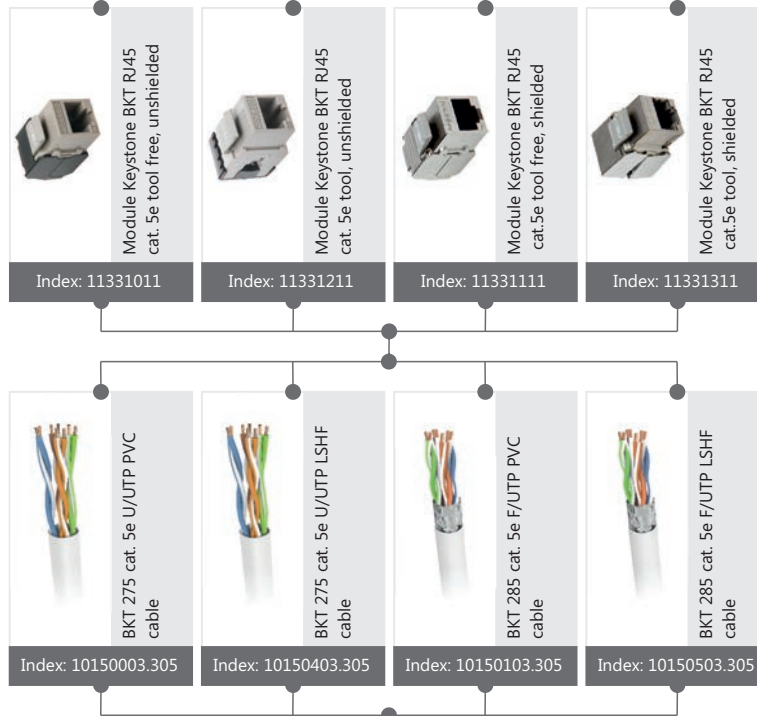 Module Keystone BKT RJ45
cat. 5e tool free, unshielded
Index: 11331011
Module Keystone BKT RJ45
cat. 5e tool, unshielded
Index: 11331211
Module Keystone BKT RJ45
cat.5e tool free, shielded
Index: 11331111
Module Keystone BKT RJ45
cat.5e tool, shielded
Index: 11331311
BKT 275 cat. 5e U/UTP PVC
cable
Index: 10150003.305
BKT 275 cat. 5e U/UTP LSHF
cable
Index: 10150403.305
BKT 285 cat. 5e F/UTP PVC
cable
Index: 10150103.305
BKT 285 cat. 5e F/UTP LSHF
cable
Index: 10150503.305